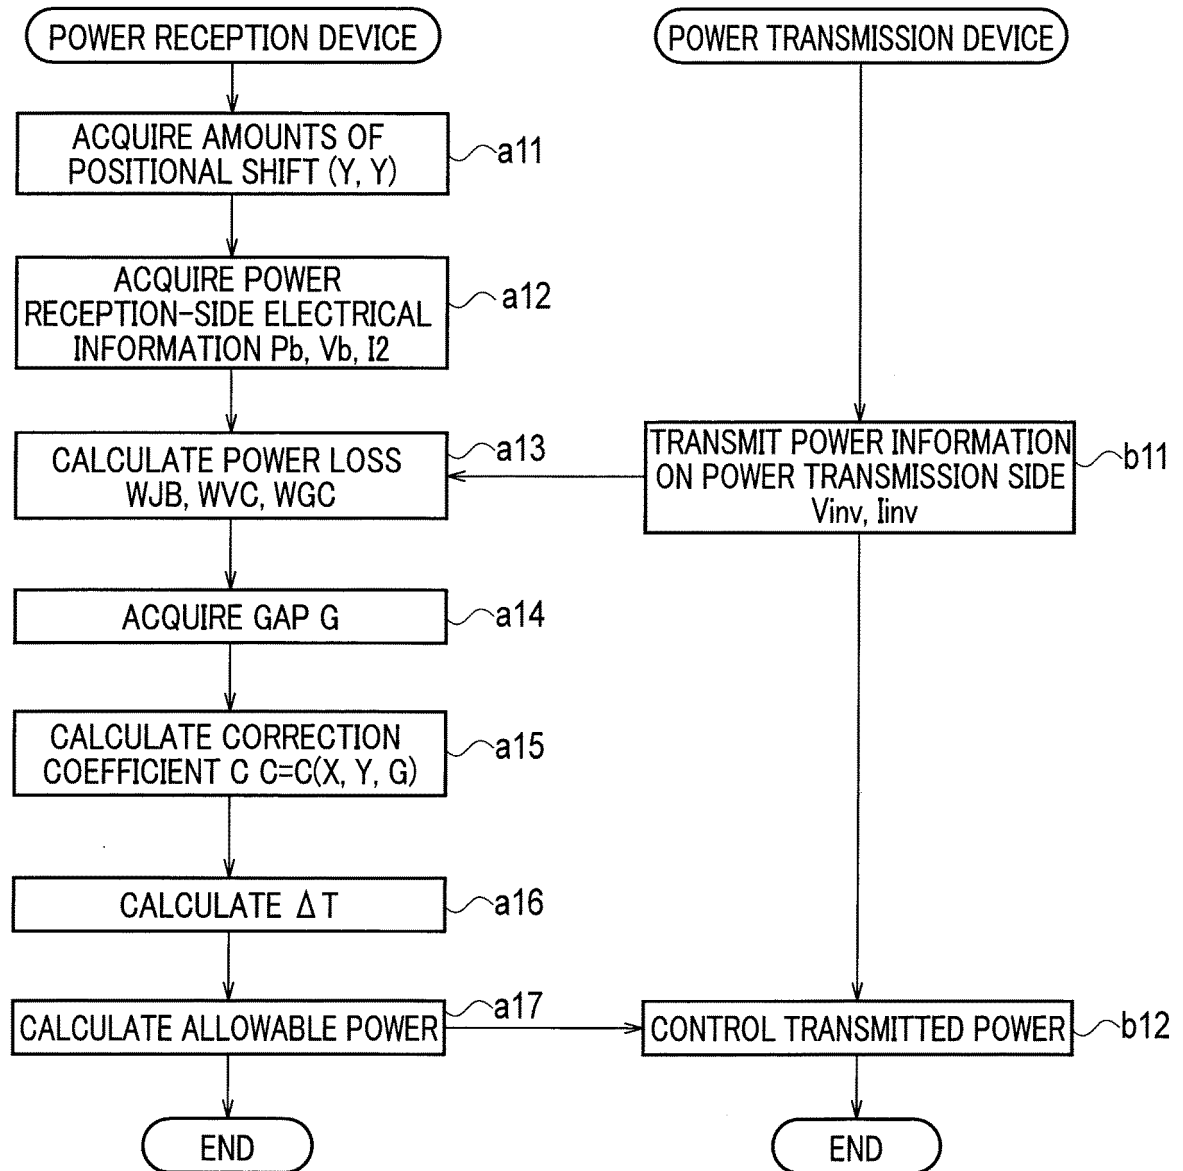 POWER RECEPTION DEVICE
ACQUIRE AMOUNTS OF
POSITIONAL SHIFT (Y, Y)
a11
ACQUIRE POWER
RECEPTION-SIDE ELECTRICAL
INFORMATION Pb, Vb, I2
a12
CALCULATE POWER LOSS
WJB, WVC, WGC
a13
ACQUIRE GAP G
a14
CALCULATE CORRECTION
COEFFICIENT C C=C(X, Y, G)
a15
CALCULATE ΔT
a16
CALCULATE ALLOWABLE POWER
a17
END
POWER TRANSMISSION DEVICE
TRANSMIT POWER INFORMATION
ON POWER TRANSMISSION SIDE
Vinv, Iinv
b11
CONTROL TRANSMITTED POWER
b12
END